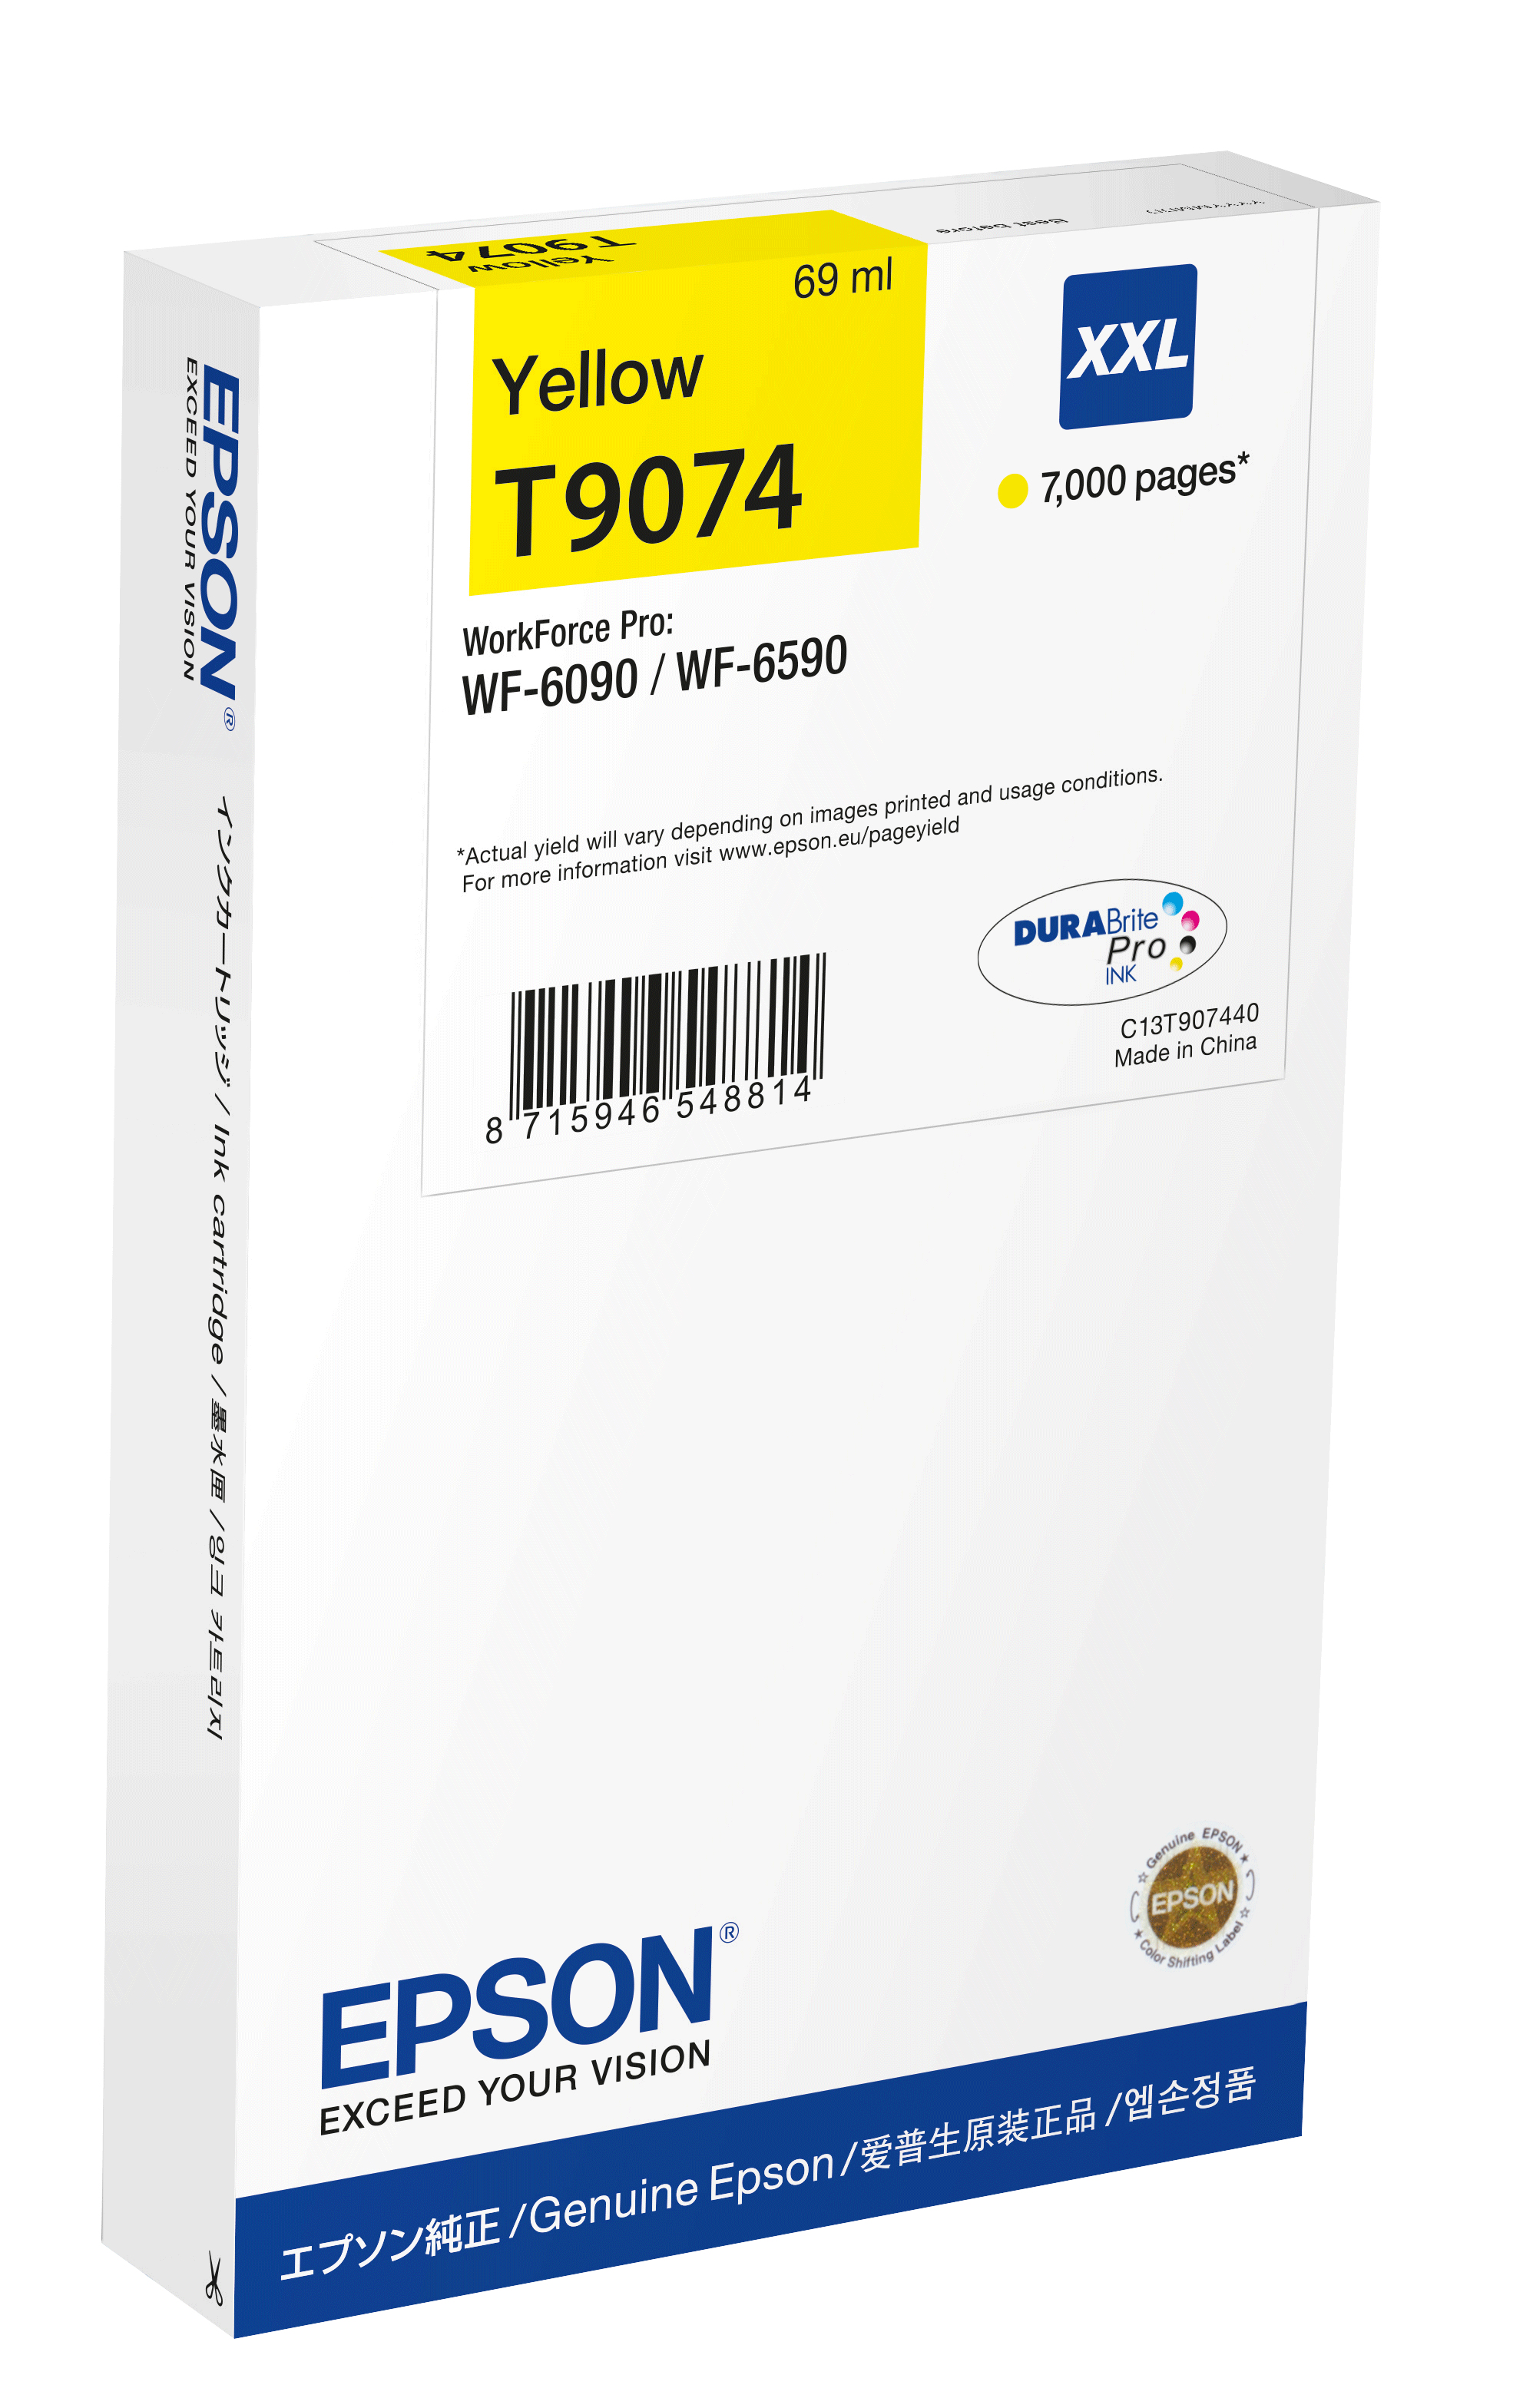 Yellow
T9074
Best before
69 ml
Yellow
T9074
XXL
7,000 pages*
WorkForce Pro:
WF-6090 / WF-6590
*Actual yield will vary depending on images printed and usage conditions.
For more information visit www.epson.eu/pageyield
DURABrite
Pro
INK
C13T907440
Made in China
8 715946 548814
EPSON®
EXCEED YOUR VISION
インクカートリッジ / Ink cartridge / 墨水匣 / 잉크 카트리지
Genuine EPSON
EPSON
Color Shifting Label
EPSON®
EXCEED YOUR VISION
エプソン純正 / Genuine Epson / 爱普生原装正品 / 엡손정품